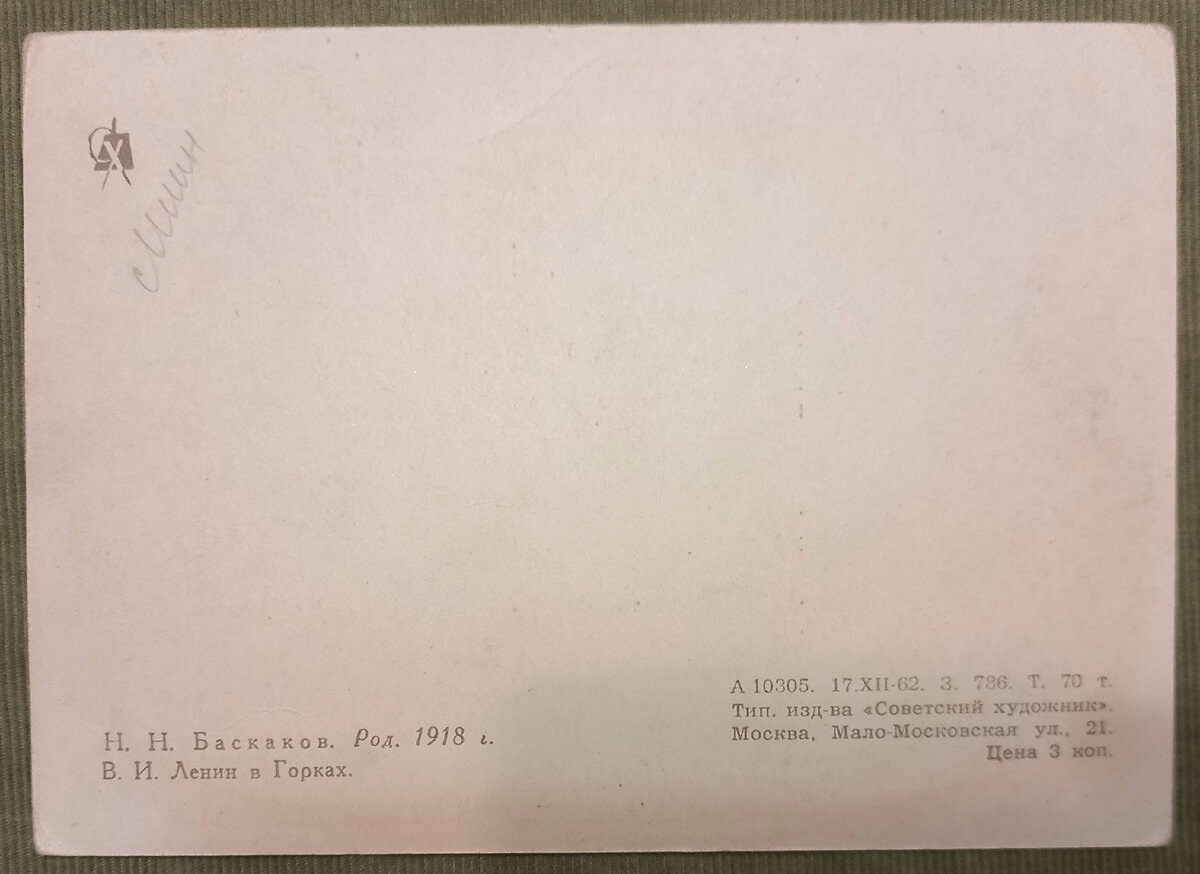 СХ
Н. Н. Баскаков. Род. 1918 г.
В. И. Ленин в Горках.
А 10305. 17.XII-62. З. 786. Т. 70 т.
Тип. изд-ва «Советский художник».
Москва, Мало-Московская ул., 21.
Цена 3 коп.